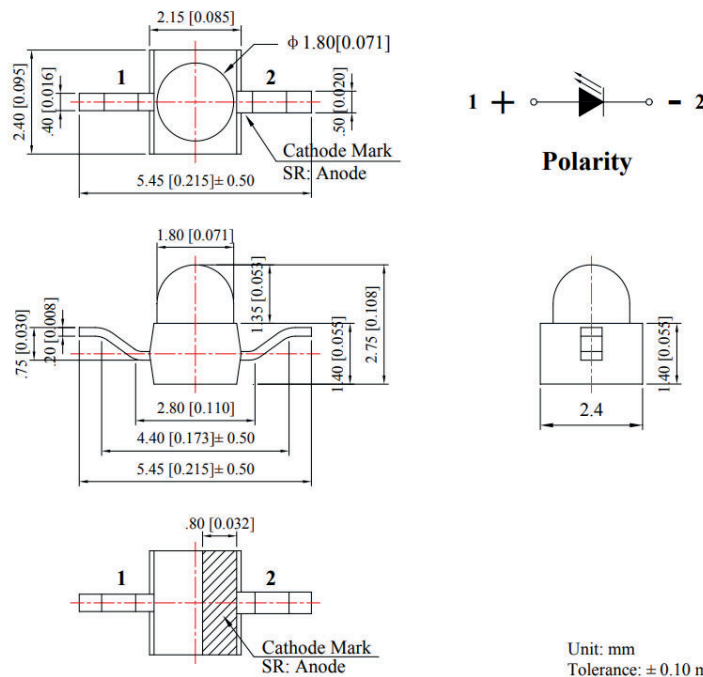 2.15 [0.085]
ϕ 1.80[0.071]
1
2
2.40 [0.095]
.40 [0.016]
.50 [0.020]
Cathode Mark
SR: Anode
5.45 [0.215]± 0.50
1 + - 2
Polarity
1.80 [0.071]
1.35 [0.053]
2.75 [0.108]
1.40 [0.055]
.75 [0.030]
.20 [0.008]
2.80 [0.110]
4.40 [0.173]± 0.50
5.45 [0.215]± 0.50
1.40 [0.055]
2.4
.80 [0.032]
1
2
Cathode Mark
SR: Anode
Unit: mm
Tolerance: ± 0.10 m